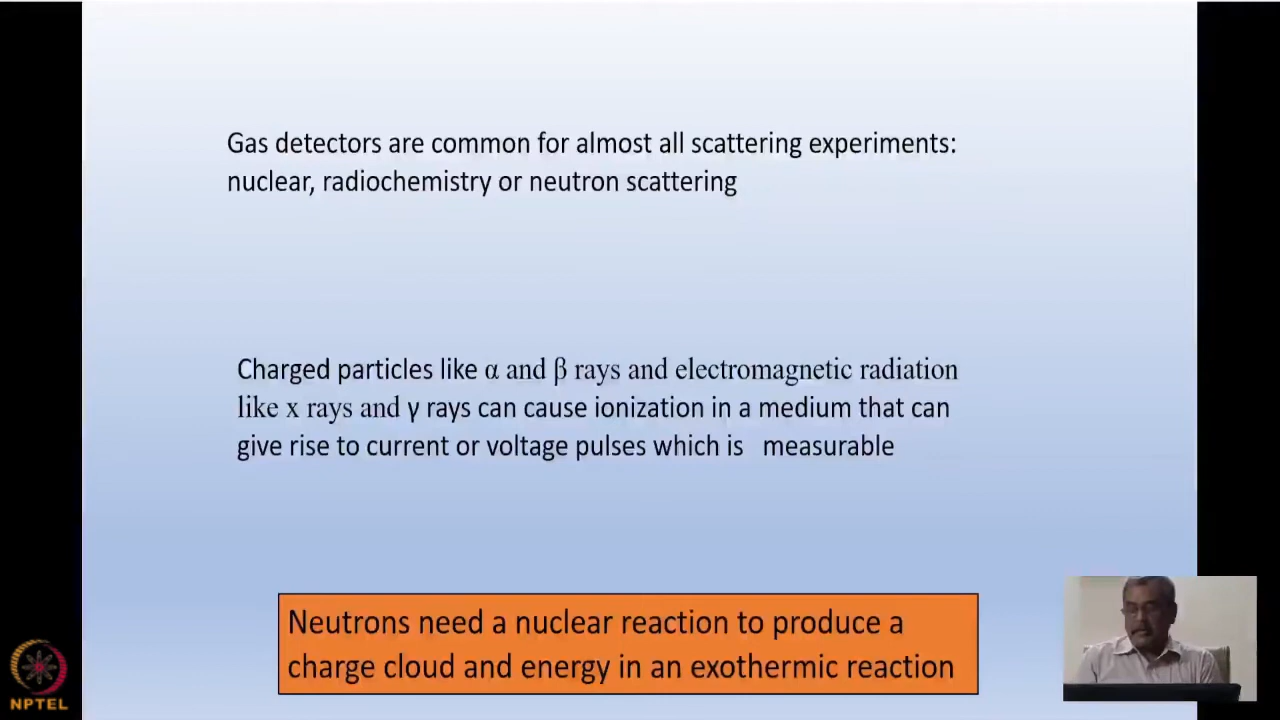 Gas detectors are common for almost all scattering experiments:
nuclear, radiochemistry or neutron scattering
Charged particles like α and β rays and electromagnetic radiation
like x rays and γ rays can cause ionization in a medium that can
give rise to current or voltage pulses which is measurable
Neutrons need a nuclear reaction to produce a
charge cloud and energy in an exothermic reaction
NPTEL